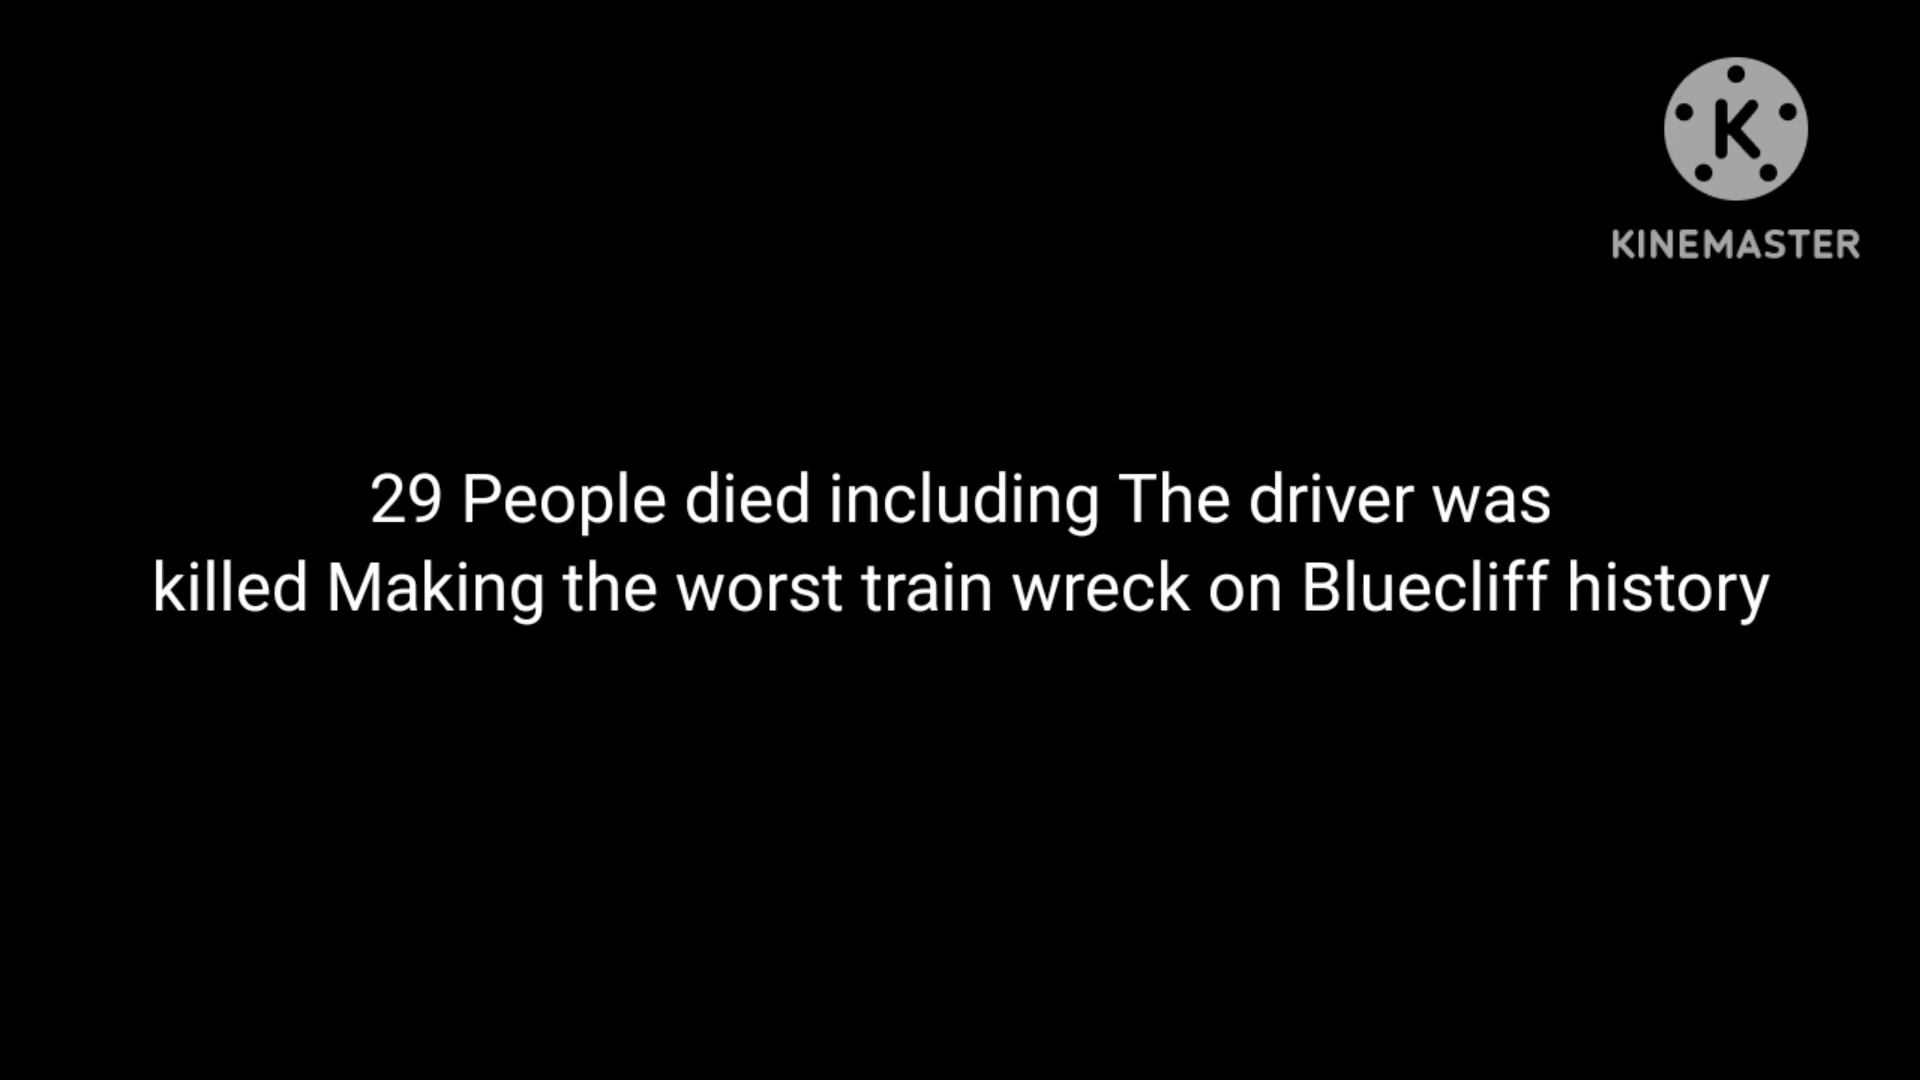 K
KINEMASTER
29 People died including The driver was
killed Making the worst train wreck on Bluecliff history